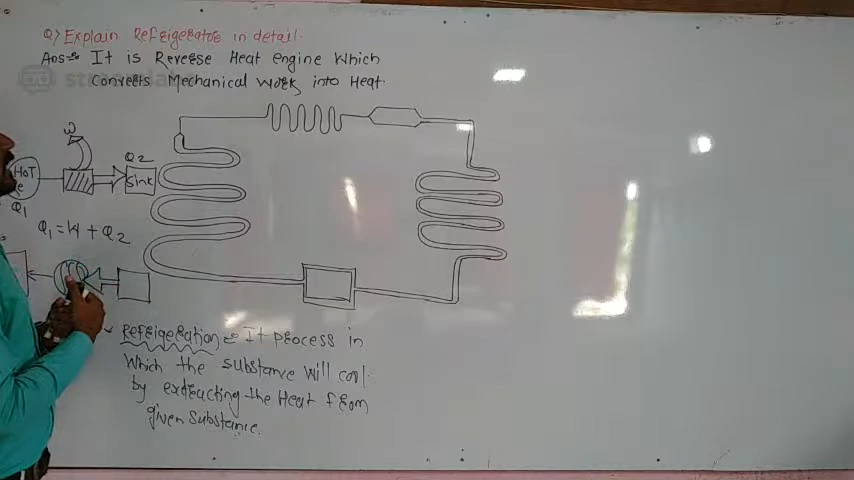 Q) Explain Refrigerator in detail.
Ans:- It is Reverse Heat engine Which
converts Mechanical work into Heat.
W
HOT
Q2
Sink
Q1
Q1 = W + Q2
Refrigeration :- It process in
Which the substance will cool
by extracting the Heat from
given substance.